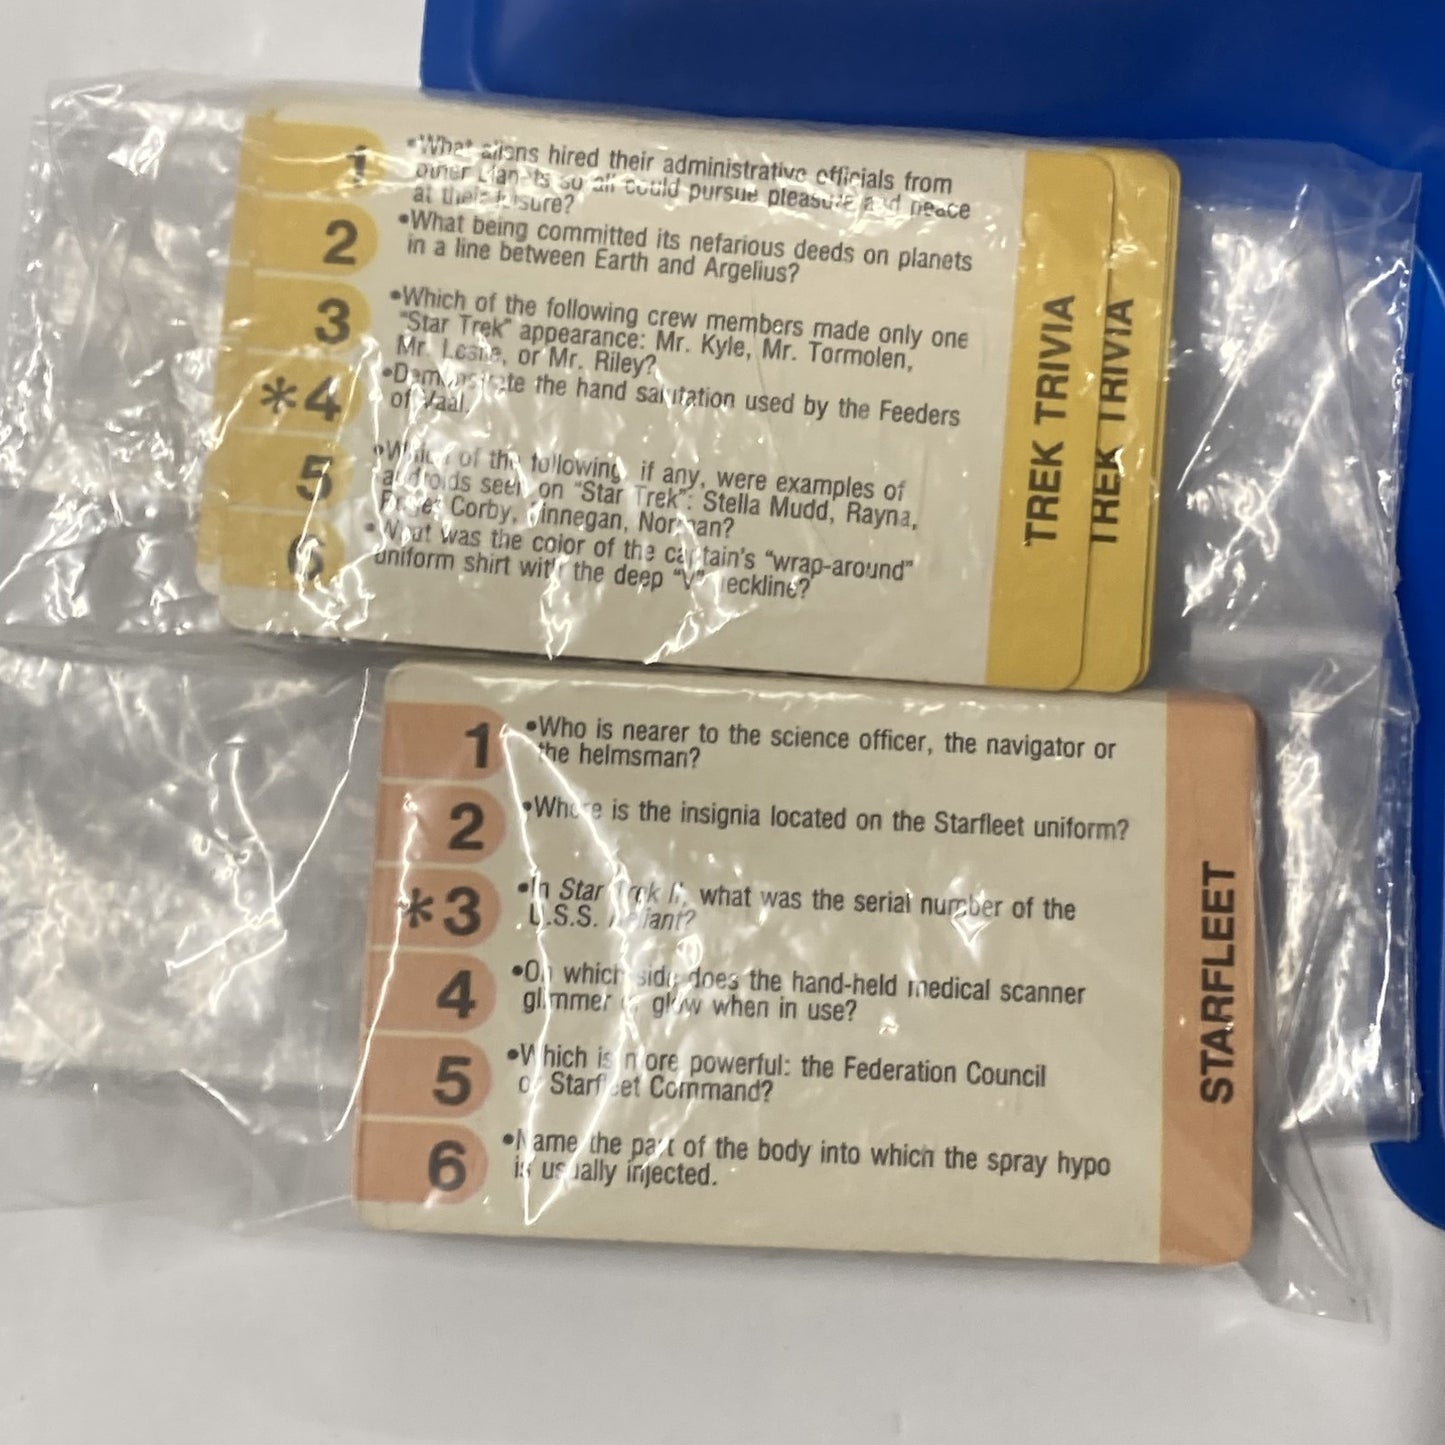 1
•What aliens hired their administrative officials from
other planets so all could pursue pleasure and peace
at their leisure?
2
•What being committed its nefarious deeds on planets
in a line between Earth and Argelius?
3
•Which of the following crew members made only one
"Star Trek" appearance: Mr. Kyle, Mr. Tormolen,
Mr. Leslie, or Mr. Riley?
*4
•Demonstrate the hand salutation used by the Feeders
of Vaal.
5
•Which of the following, if any, were examples of
androids seen on "Star Trek": Stella Mudd, Rayna,
Roger Corby, Finnegan, Norman?
6
•What was the color of the captain's "wrap-around"
uniform shirt with the deep "V" neckline?
TREK TRIVIA
TREK TRIVIA
1
•Who is nearer to the science officer, the navigator or
the helmsman?
2
•Where is the insignia located on the Starfleet uniform?
*3
•In Star Trek II, what was the serial number of the
U.S.S. Reliant?
4
•On which side does the hand-held medical scanner
glimmer or glow when in use?
5
•Which is more powerful: the Federation Council
or Starfleet Command?
6
•Name the part of the body into which the spray hypo
is usually injected.
STARFLEET